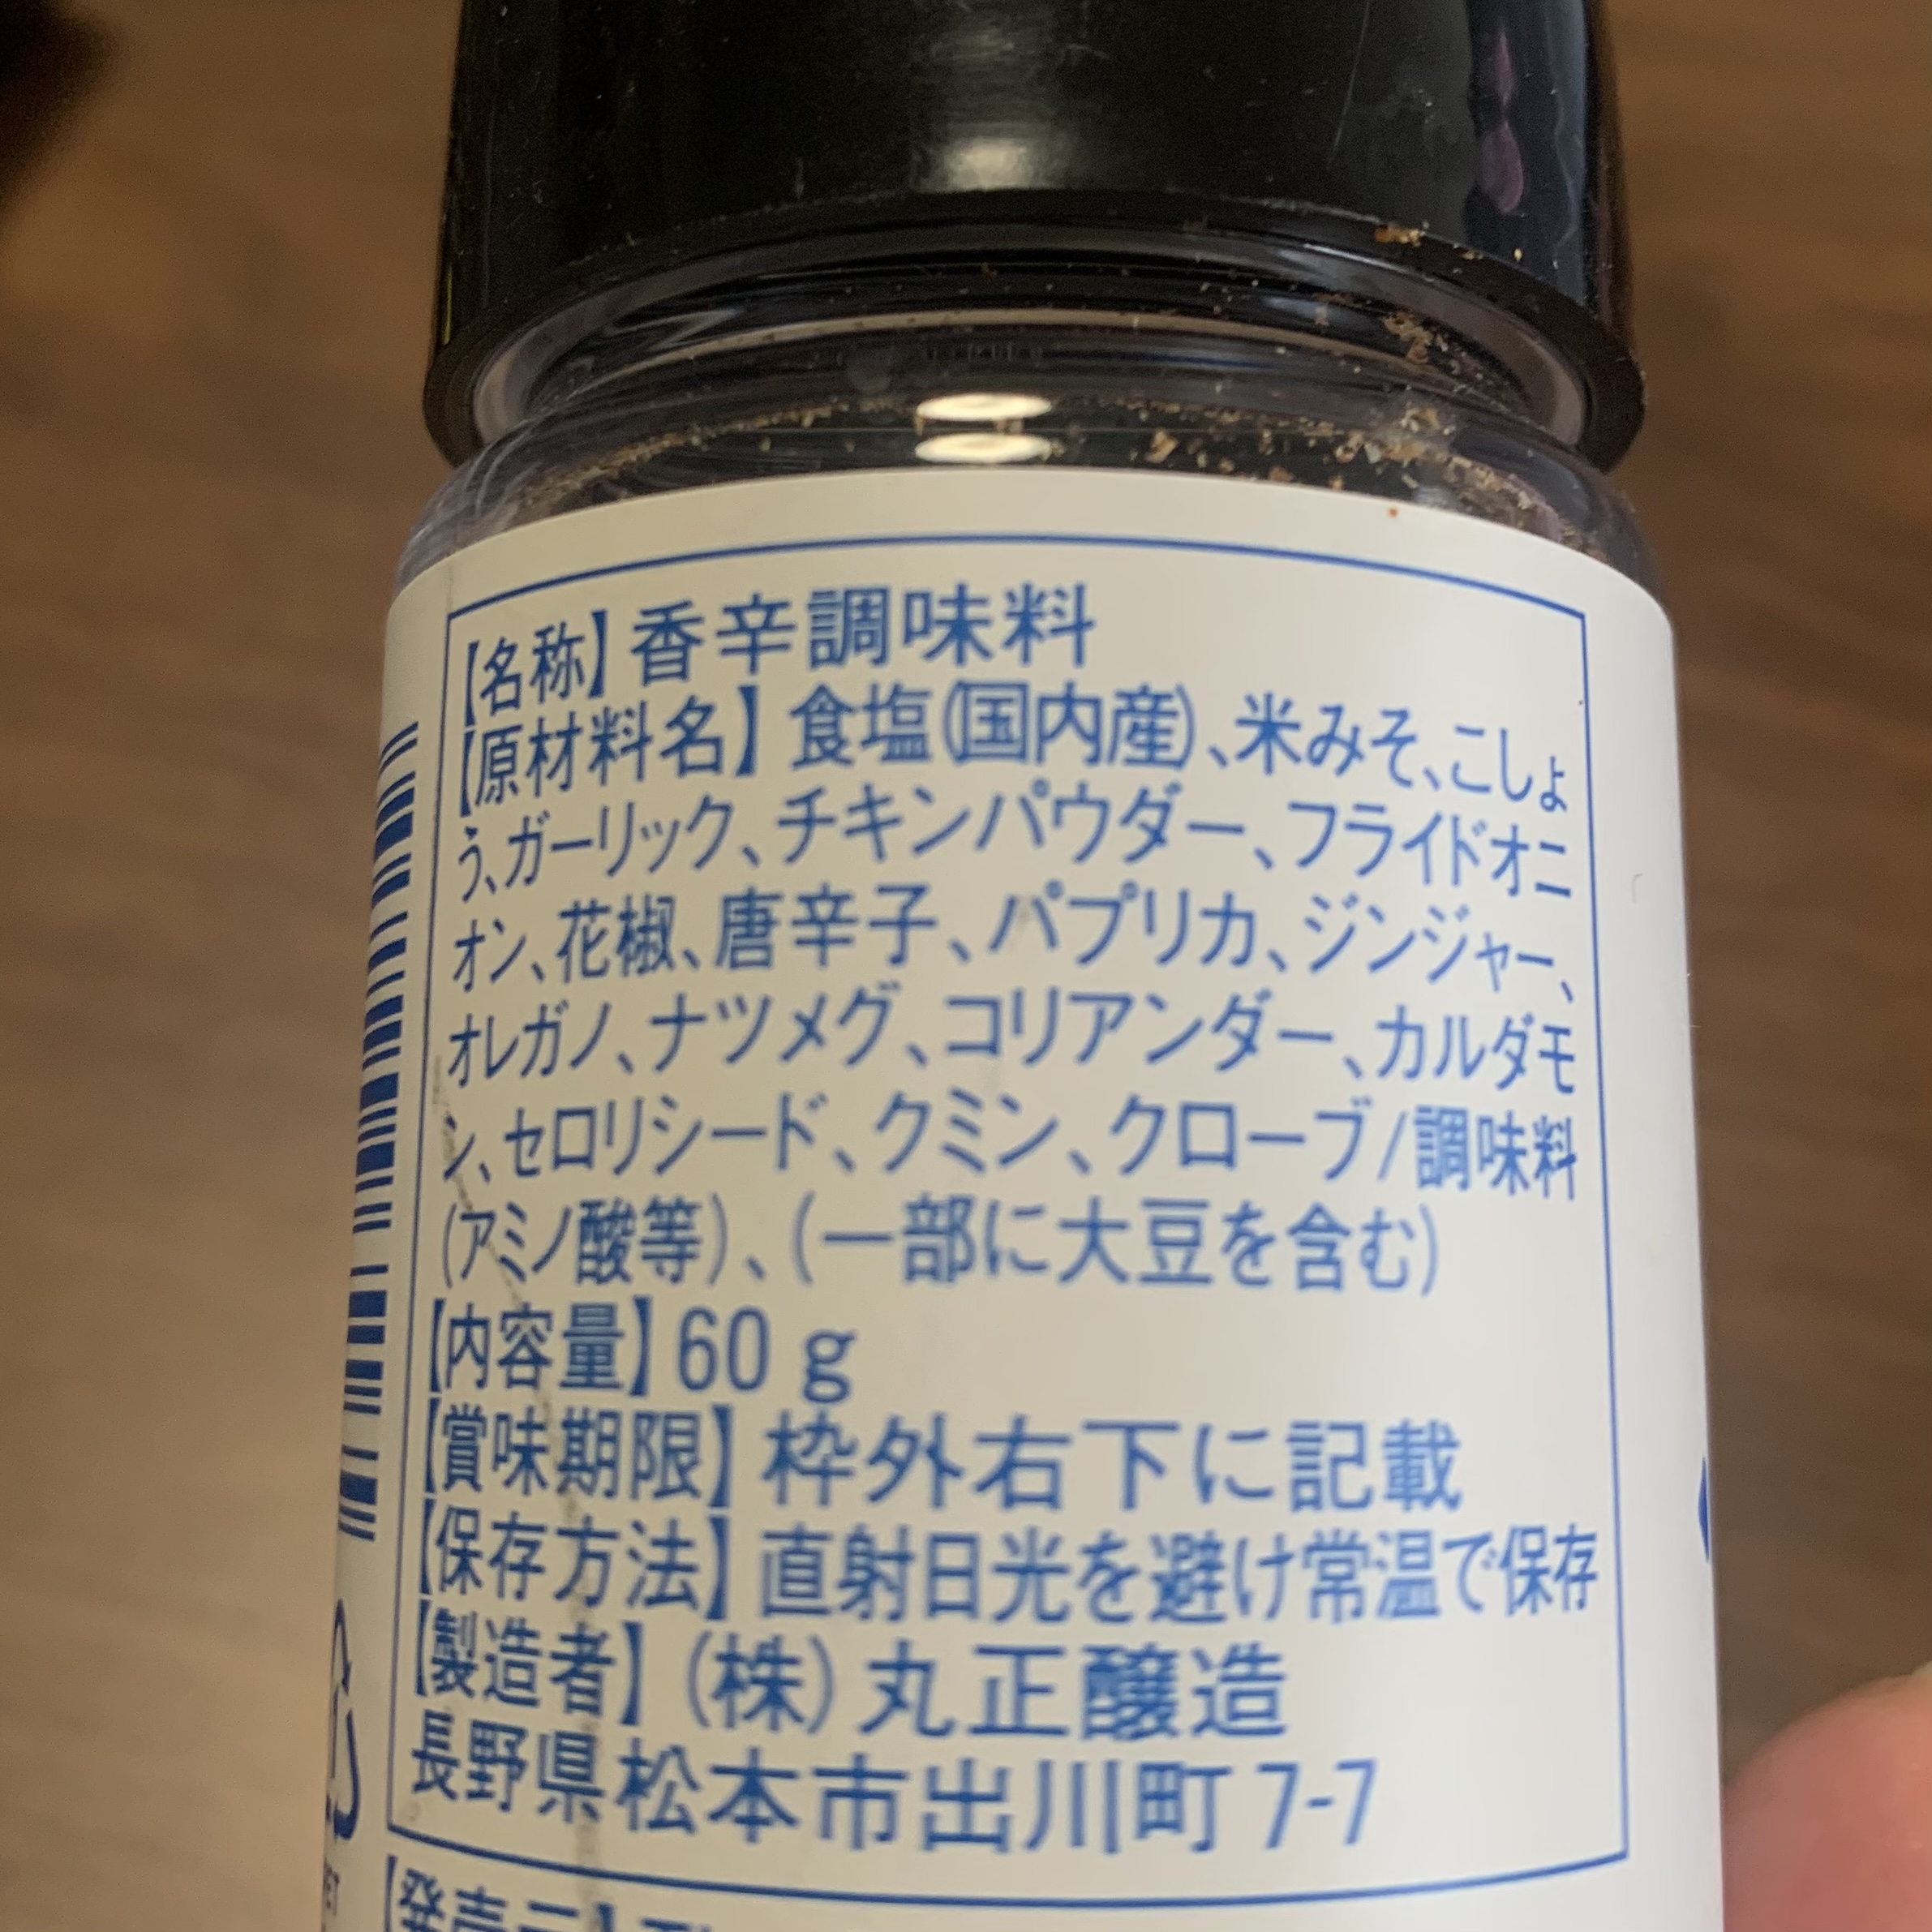 【名称】香辛調味料
【原材料名】食塩(国内産)、米みそ、こしょ
う、ガーリック、チキンパウダー、フライドオニ
オン、花椒、唐辛子、パプリカ、ジンジャー、
オレガノ、ナツメグ、コリアンダー、カルダモ
ン、セロリシード、クミン、クローブ/調味料
(アミノ酸等)、(一部に大豆を含む)
【内容量】60 g
【賞味期限】枠外右下に記載
【保存方法】直射日光を避け常温で保存
【製造者】(株)丸正醸造
長野県松本市出川町7-7
【発売元】